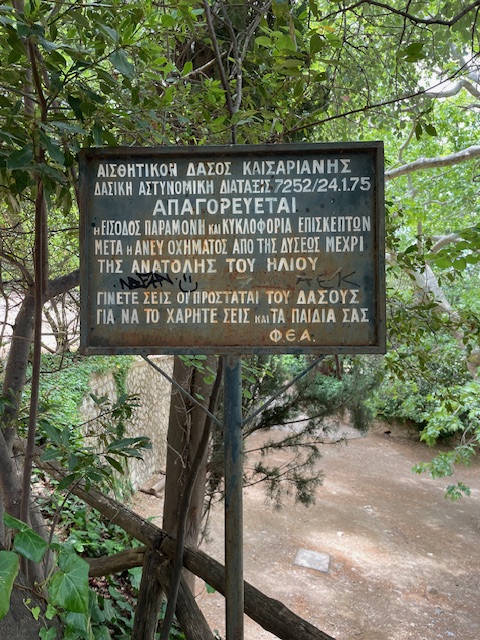 ΑΙΣΘΗΤΙΚΟΝ ΔΑΣΟΣ ΚΑΙΣΑΡΙΑΝΗΣ
ΔΑΣΙΚΗ ΑΣΤΥΝΟΜΙΚΗ ΔΙΑΤΑΞΙΣ 7252/24.1.75
ΑΠΑΓΟΡΕΥΕΤΑΙ
Η ΕΙΣΟΔΟΣ ΠΑΡΑΜΟΝΗ ΚΑΙ ΚΥΚΛΟΦΟΡΙΑ ΕΠΙΣΚΕΠΤΩΝ
ΜΕΤΑ Η ΑΝΕΥ ΟΧΗΜΑΤΟΣ ΑΠΟ ΤΗΣ ΔΥΣΕΩΣ ΜΕΧΡΙ
ΤΗΣ ΑΝΑΤΟΛΗΣ ΤΟΥ ΗΛΙΟΥ
ΑΕΚ
ΓΙΝΕΤΕ ΣΕΙΣ ΟΙ ΠΡΟΣΤΑΤΑΙ ΤΟΥ ΔΑΣΟΥΣ
ΓΙΑ ΝΑ ΤΟ ΧΑΡΗΤΕ ΣΕΙΣ ΚΑΙ ΤΑ ΠΑΙΔΙΑ ΣΑΣ
Φ.Ε.Α.